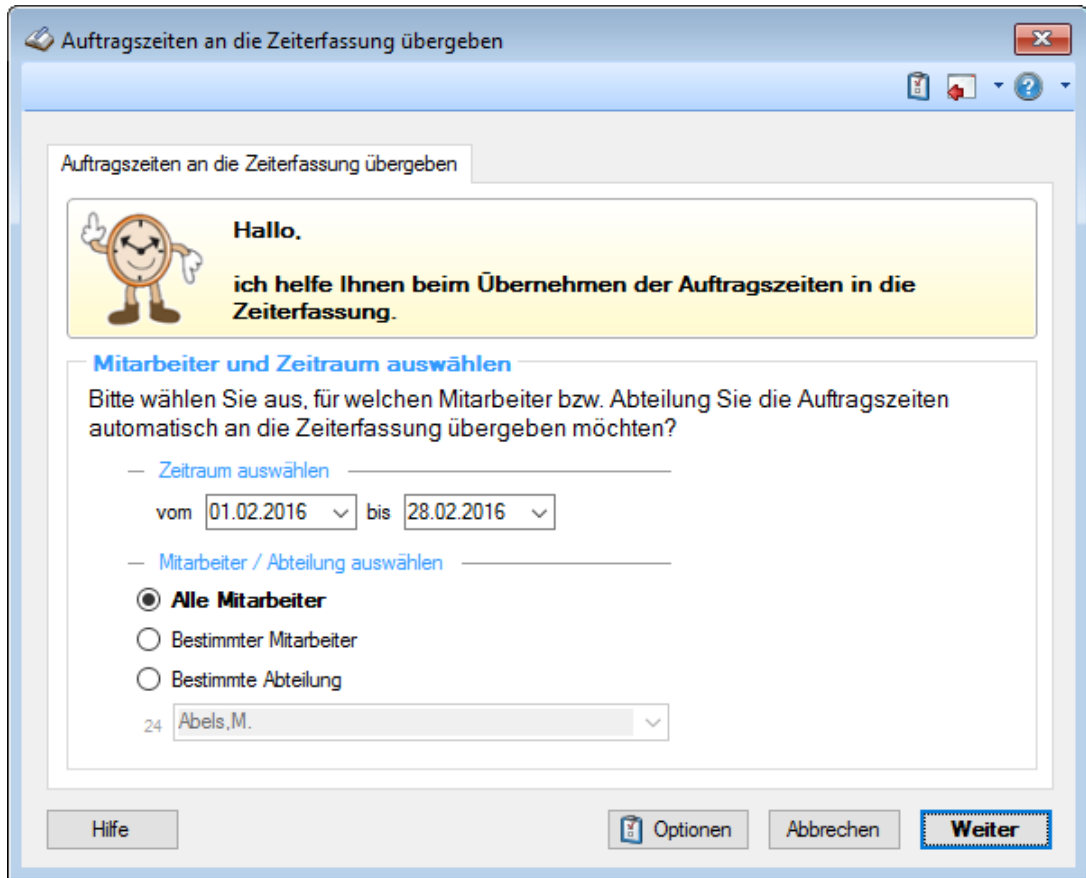 Auftragszeiten an die Zeiterfassung übergeben
Auftragszeiten an die Zeiterfassung übergeben
Hallo,
ich helfe Ihnen beim Übernehmen der Auftragszeiten in die
Zeiterfassung.
Mitarbeiter und Zeitraum auswählen
Bitte wählen Sie aus, für welchen Mitarbeiter bzw. Abteilung Sie die Auftragszeiten
automatisch an die Zeiterfassung übergeben möchten?
Zeitraum auswählen
vom 01.02.2016 bis 28.02.2016
Mitarbeiter / Abteilung auswählen
Alle Mitarbeiter
Bestimmter Mitarbeiter
Bestimmte Abteilung
24 Abels,M.
Hilfe Optionen Abbrechen Weiter